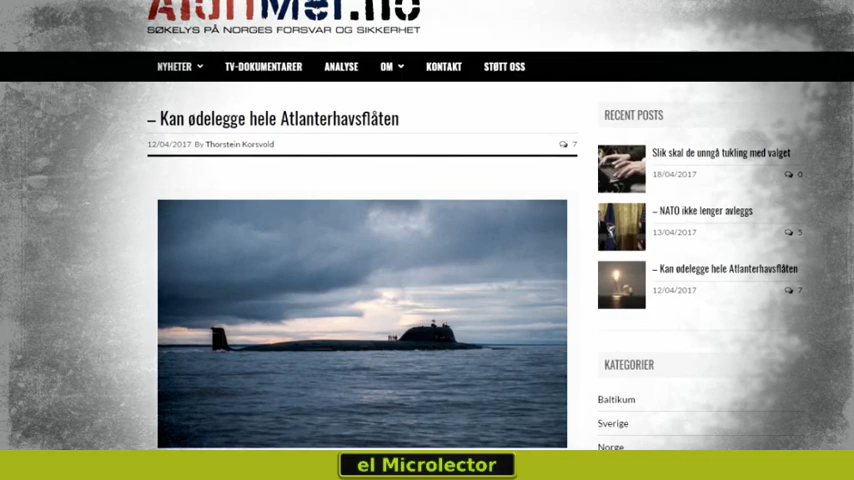 AldriMer.no
SØKELYS PÅ NORGES FORSVAR OG SIKKERHET
NYHETER TV-DOKUMENTARER ANALYSE OM KONTAKT STØTT OSS
– Kan ødelegge hele Atlanterhavsflåten
12/04/2017 By Thorstein Korsvold 7
RECENT POSTS
Slik skal de unngå tukling med valget
18/04/2017 0
– NATO ikke lenger avleggs
13/04/2017 5
– Kan ødelegge hele Atlanterhavsflåten
12/04/2017 7
KATEGORIER
Baltikum
Sverige
Norge
el Microlector